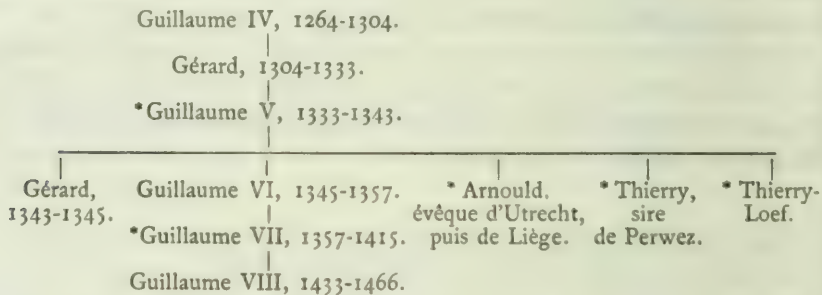 Guillaume IV, 1264-1304.
Gérard, 1304-1333.
*Guillaume V, 1333-1343.
Gérard,
1343-1345.
Guillaume VI, 1345-1357.
*Guillaume VII, 1357-1415.
Guillaume VIII, 1433-1466.
* Arnould.
évêque d'Utrecht,
puis de Liège.
* Thierry,
sire
de Perwez.
* Thierry-
Loef.